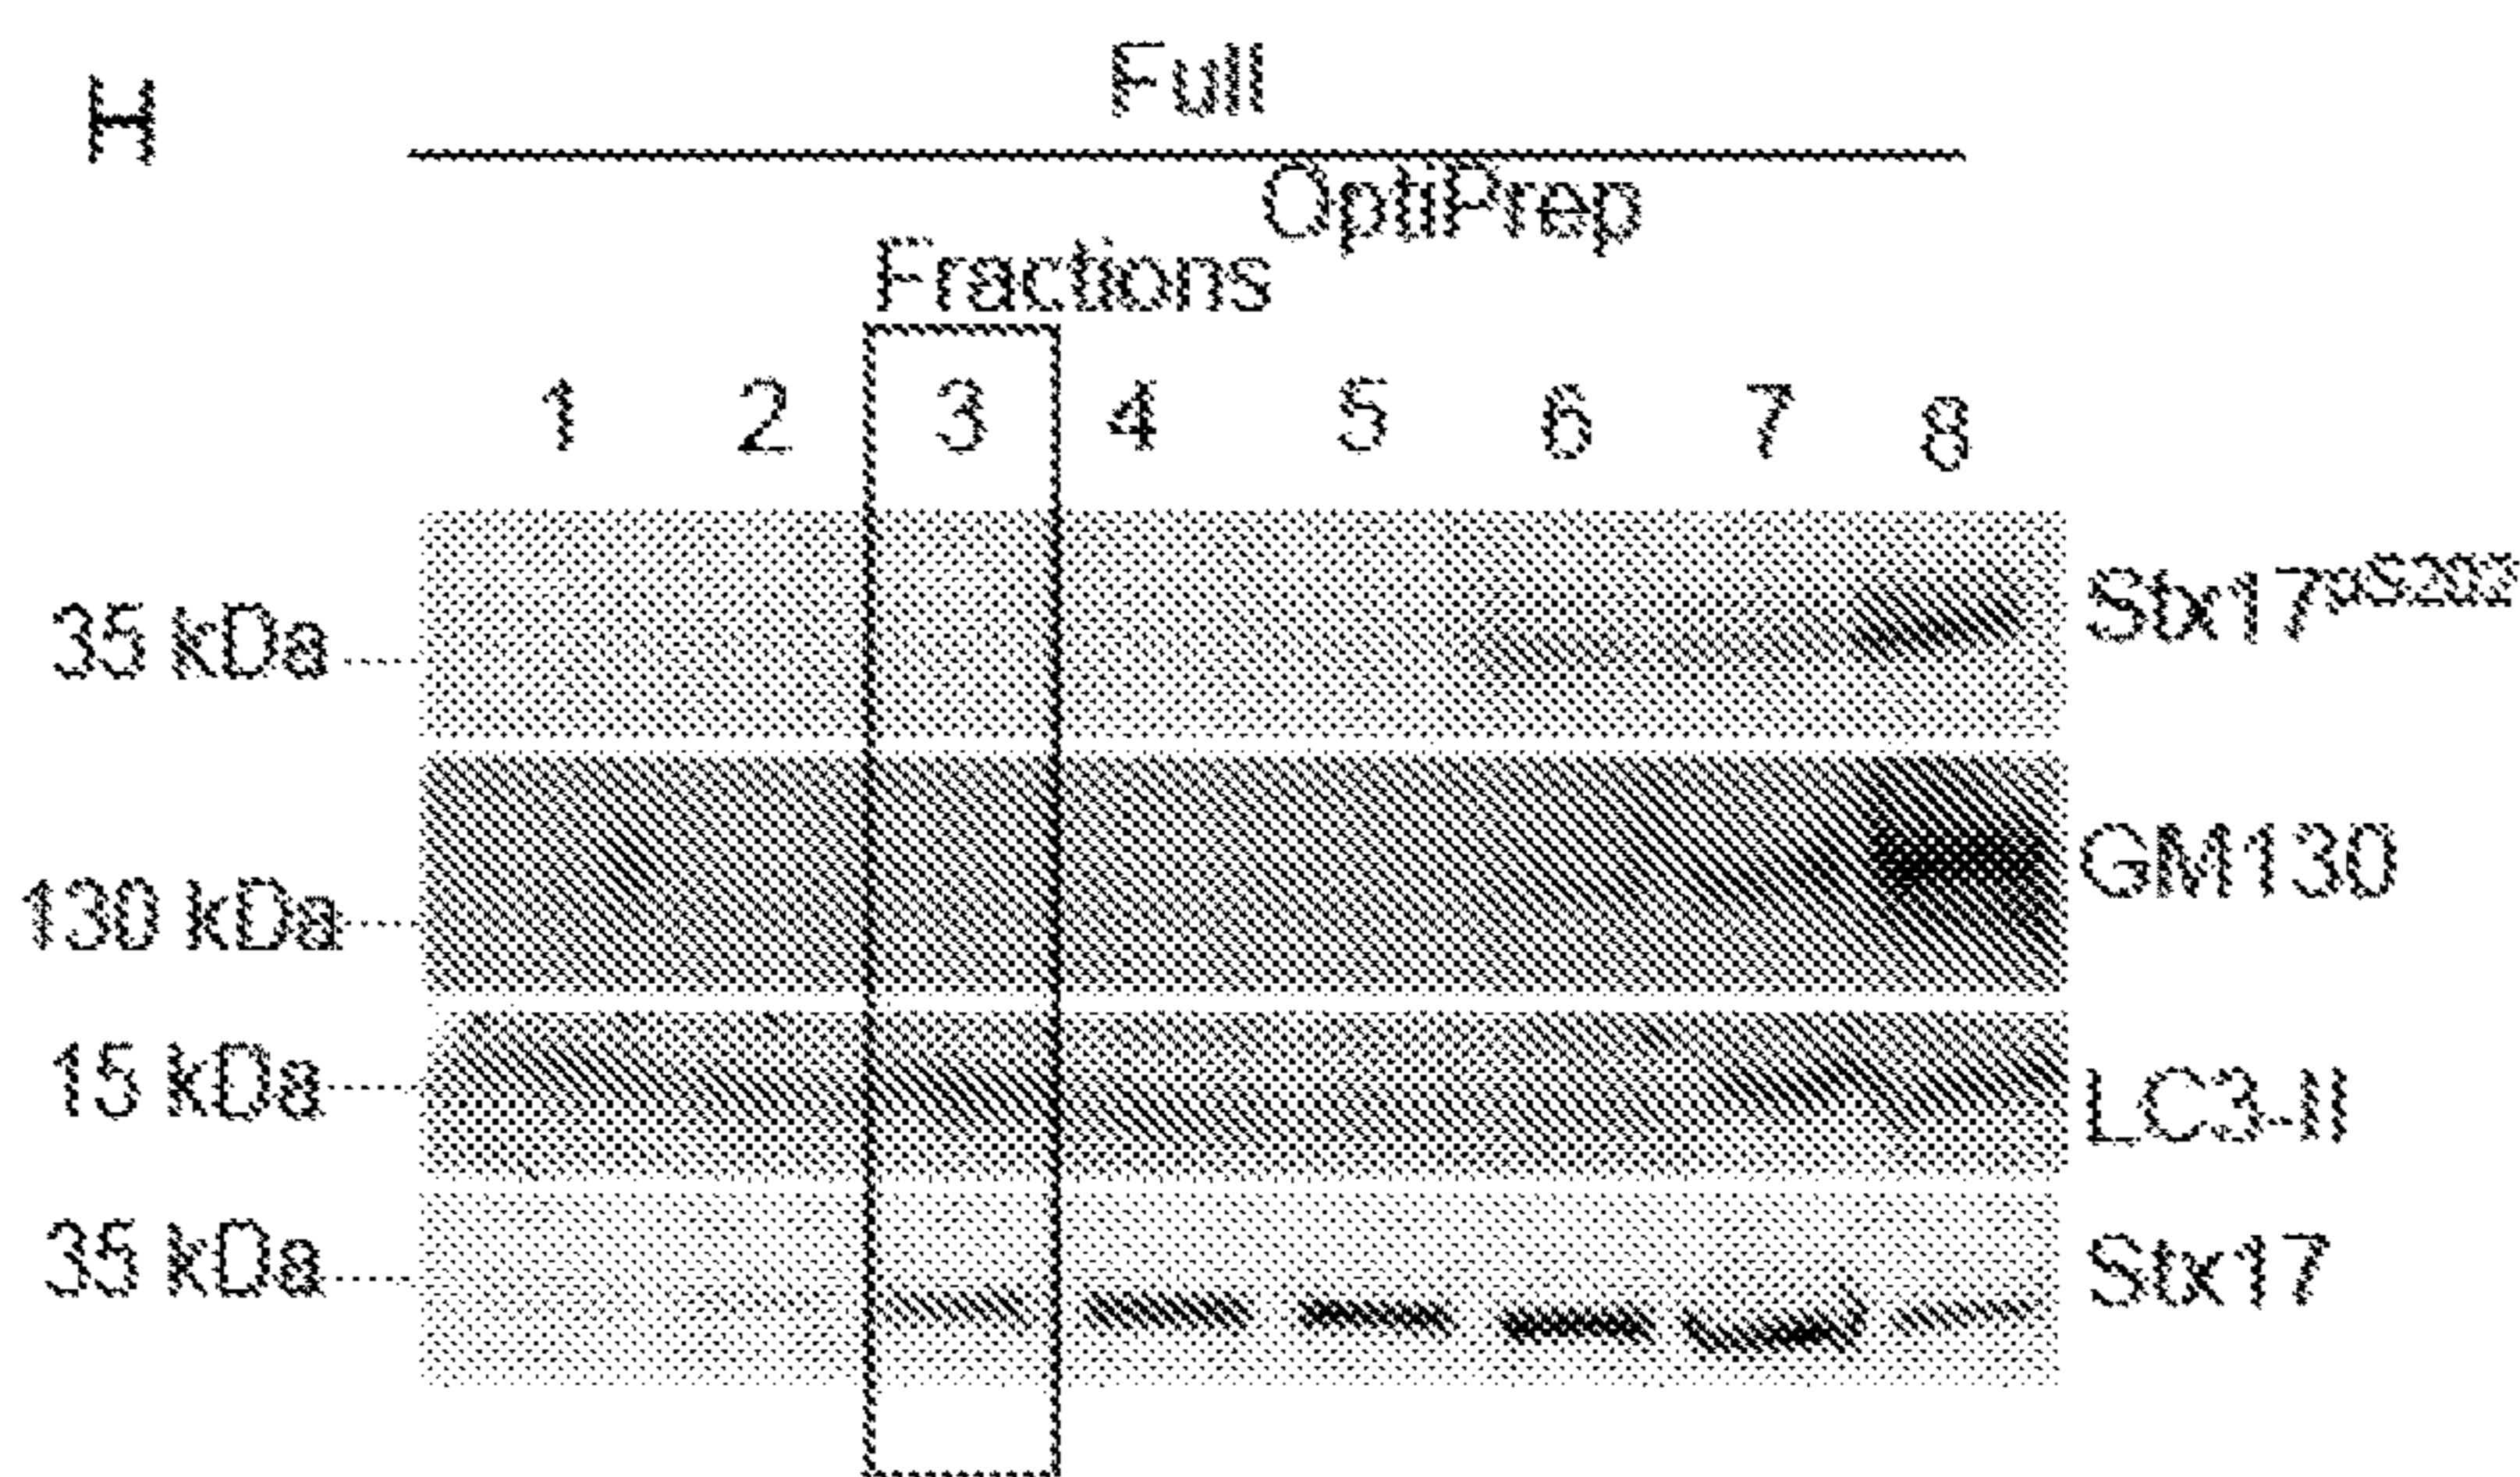 H
Full
OptiPrep
Fractions
1 2 3 4 5 6 7 8
35 kDa Stx17pS202
130 kDa GM130
15 kDa LC3-II
35 kDa Stx17